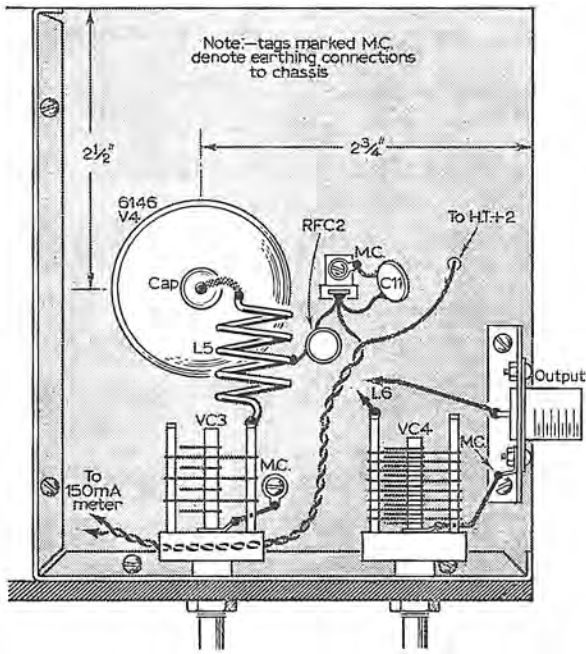 Note:–tags marked M.C.
denote earthing connections
to chassis
2½"
2¾"
6146
V4
RFC2
M.C.
To H.T.+2
Cap
C11
L5
Output
L6
VC3
VC4
M.C.
M.C.
To
150mA
meter